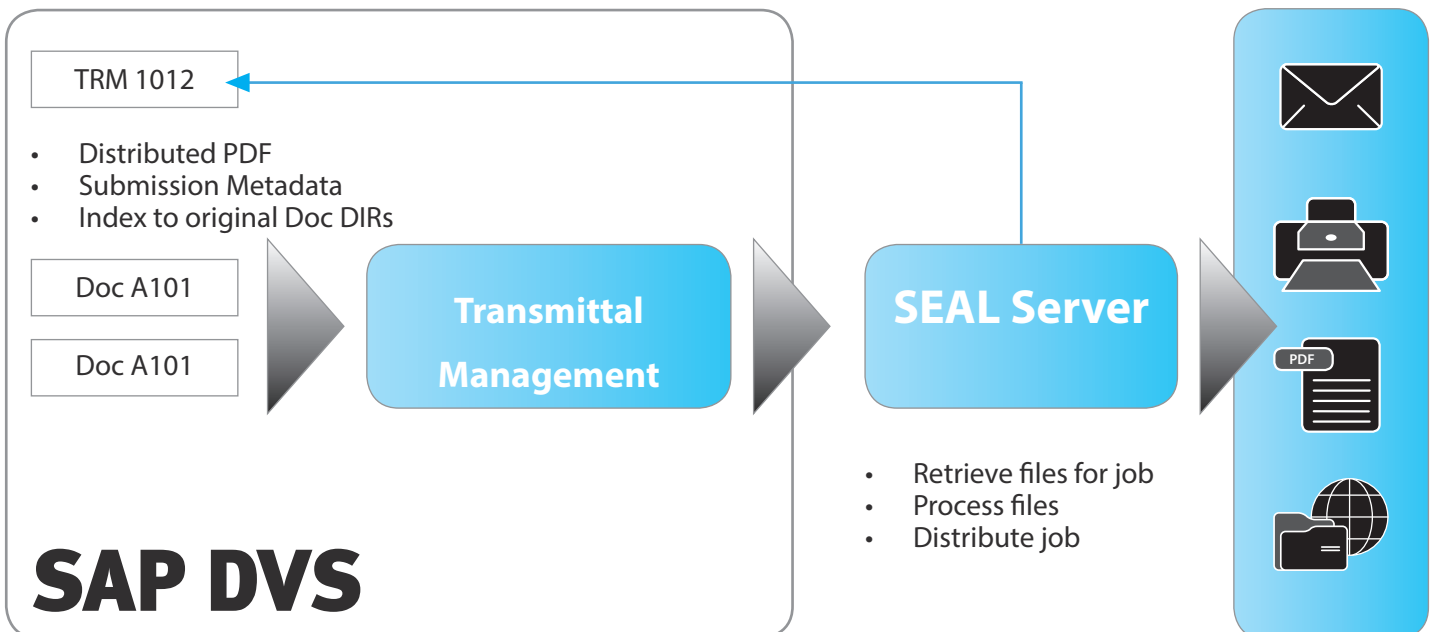 TRM 1012
• Distributed PDF
• Submission Metadata
• Index to original Doc DIRs
Doc A101
Doc A101
Transmittal
Management
SEAL Server
• Retrieve files for job
• Process files
• Distribute job
PDF
SAP DVS